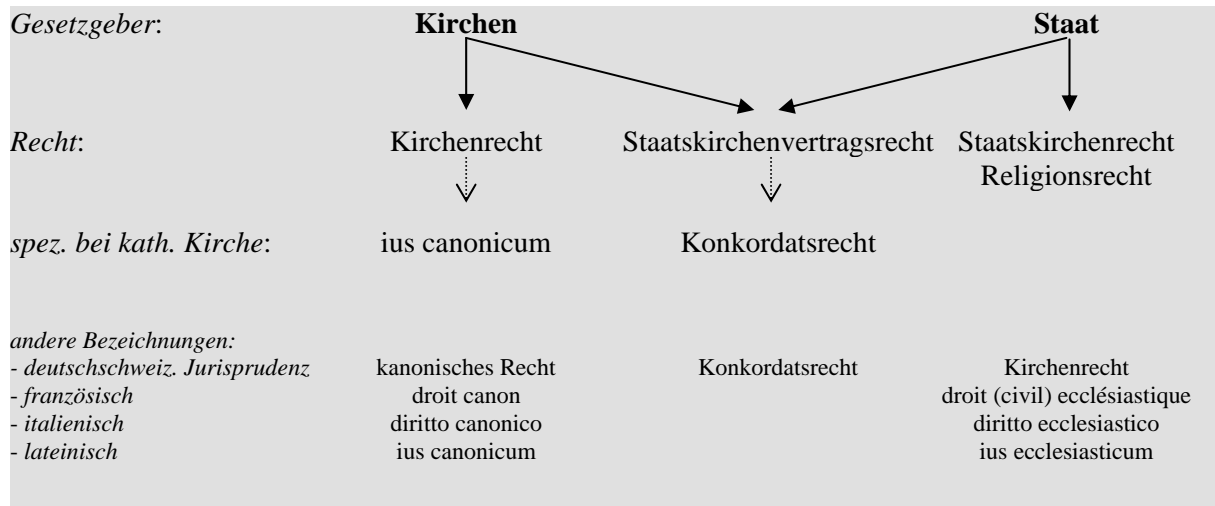 Gesetzgeber: Kirchen Staat
Recht: Kirchenrecht Staatskirchenvertragsrecht Staatskirchenrecht
Religionsrecht
spez. bei kath. Kirche: ius canonicum Konkordatsrecht
andere Bezeichnungen:
- deutschschweiz. Jurisprudenz kanonisches Recht Konkordatsrecht Kirchenrecht
- französisch droit canon droit (civil) ecclésiastique
- italienisch diritto canonico diritto ecclesiastico
- lateinisch ius canonicum ius ecclesiasticum